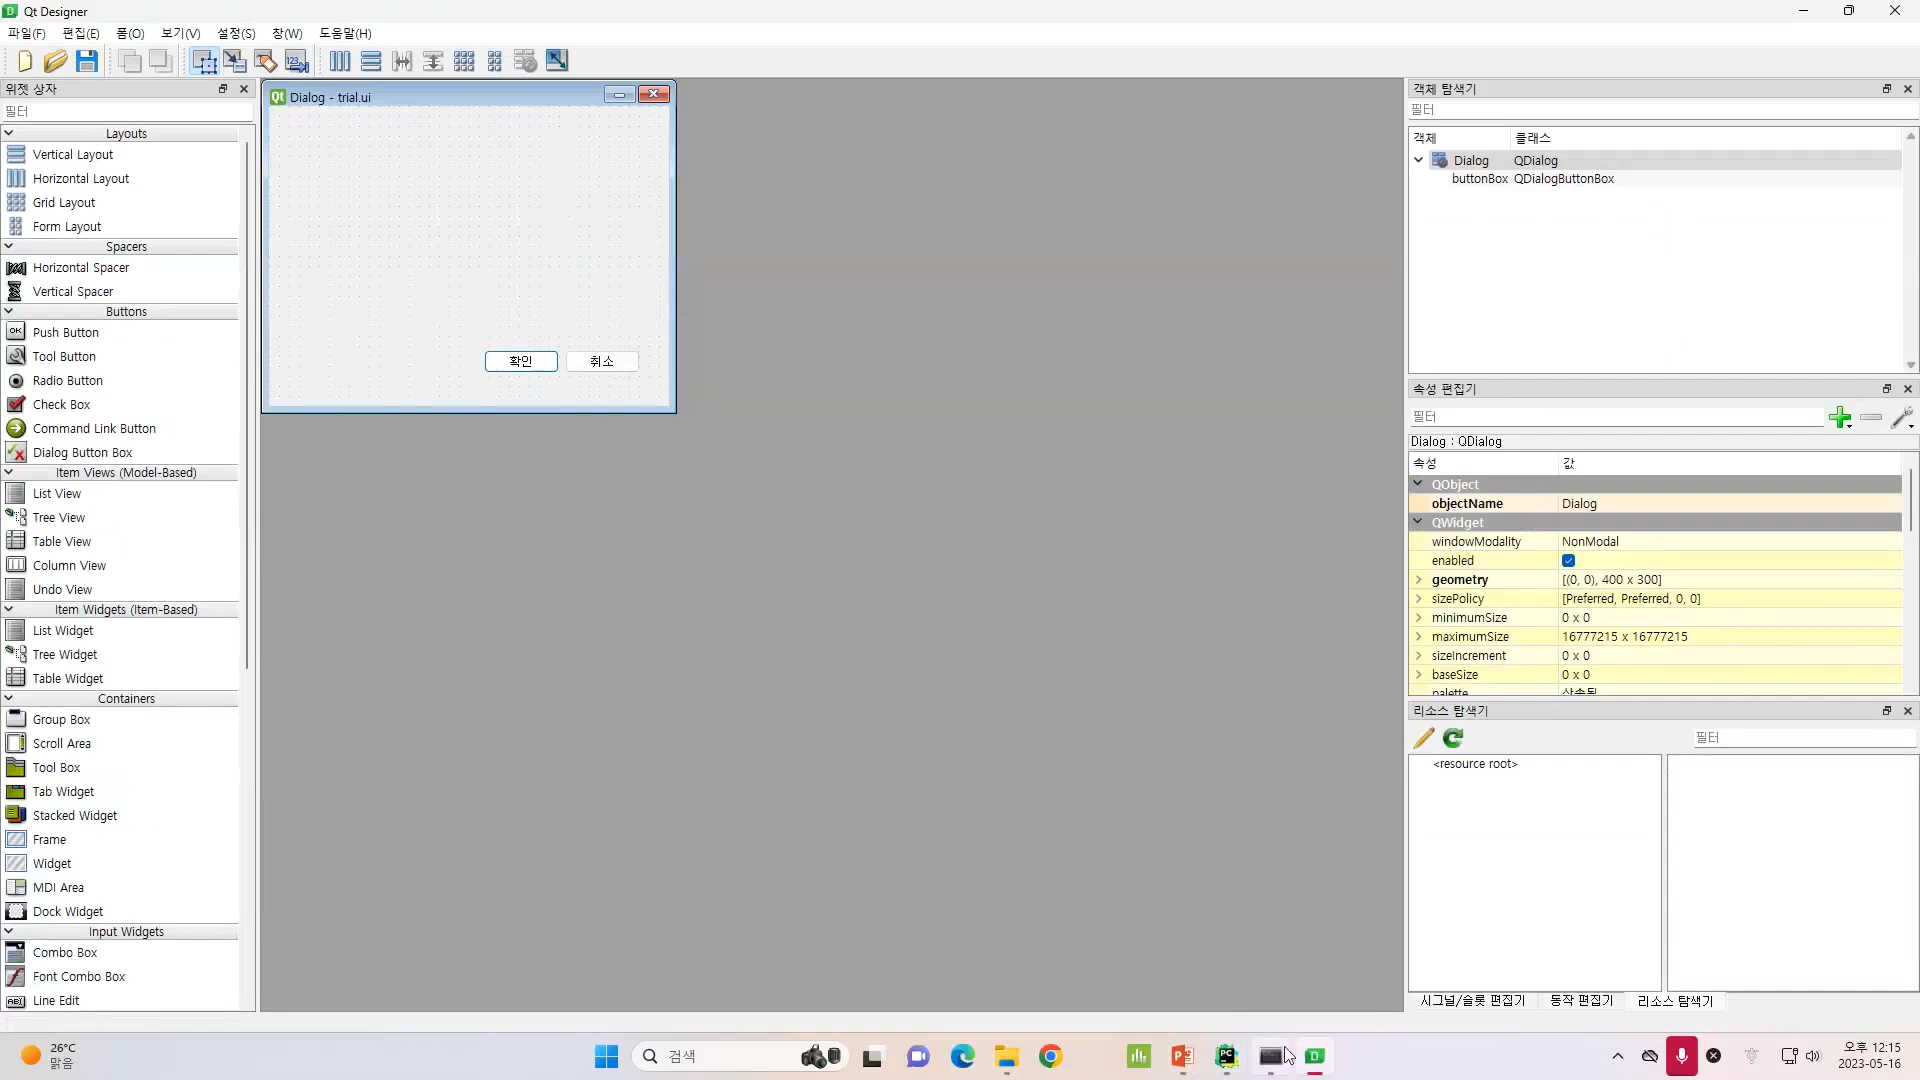 Qt Designer
파일(F) 편집(E) 폼(O) 보기(V) 설정(S) 창(W) 도움말(H)
위젯 상자
필터
Layouts
Vertical Layout
Horizontal Layout
Grid Layout
Form Layout
Spacers
Horizontal Spacer
Vertical Spacer
Buttons
Push Button
Tool Button
Radio Button
Check Box
Command Link Button
Dialog Button Box
Item Views (Model-Based)
List View
Tree View
Table View
Column View
Undo View
Item Widgets (Item-Based)
List Widget
Tree Widget
Table Widget
Containers
Group Box
Scroll Area
Tool Box
Tab Widget
Stacked Widget
Frame
Widget
MDI Area
Dock Widget
Input Widgets
Combo Box
Font Combo Box
Line Edit
Dialog - trial.ui
확인 취소
객체 탐색기
필터
객체 클래스
Dialog QDialog
buttonBox QDialogButtonBox
속성 편집기
필터
Dialog : QDialog
속성 값
QObject
objectName Dialog
QWidget
windowModality NonModal
enabled
geometry [(0, 0), 400 x 300]
sizePolicy [Preferred, Preferred, 0, 0]
minimumSize 0 x 0
maximumSize 16777215 x 16777215
sizeIncrement 0 x 0
baseSize 0 x 0
palette 상속됨
리소스 탐색기
필터
<resource root>
시그널/슬롯 편집기 동작 편집기 리소스 탐색기
26°C
맑음
검색
오후 12:15
2023-05-16